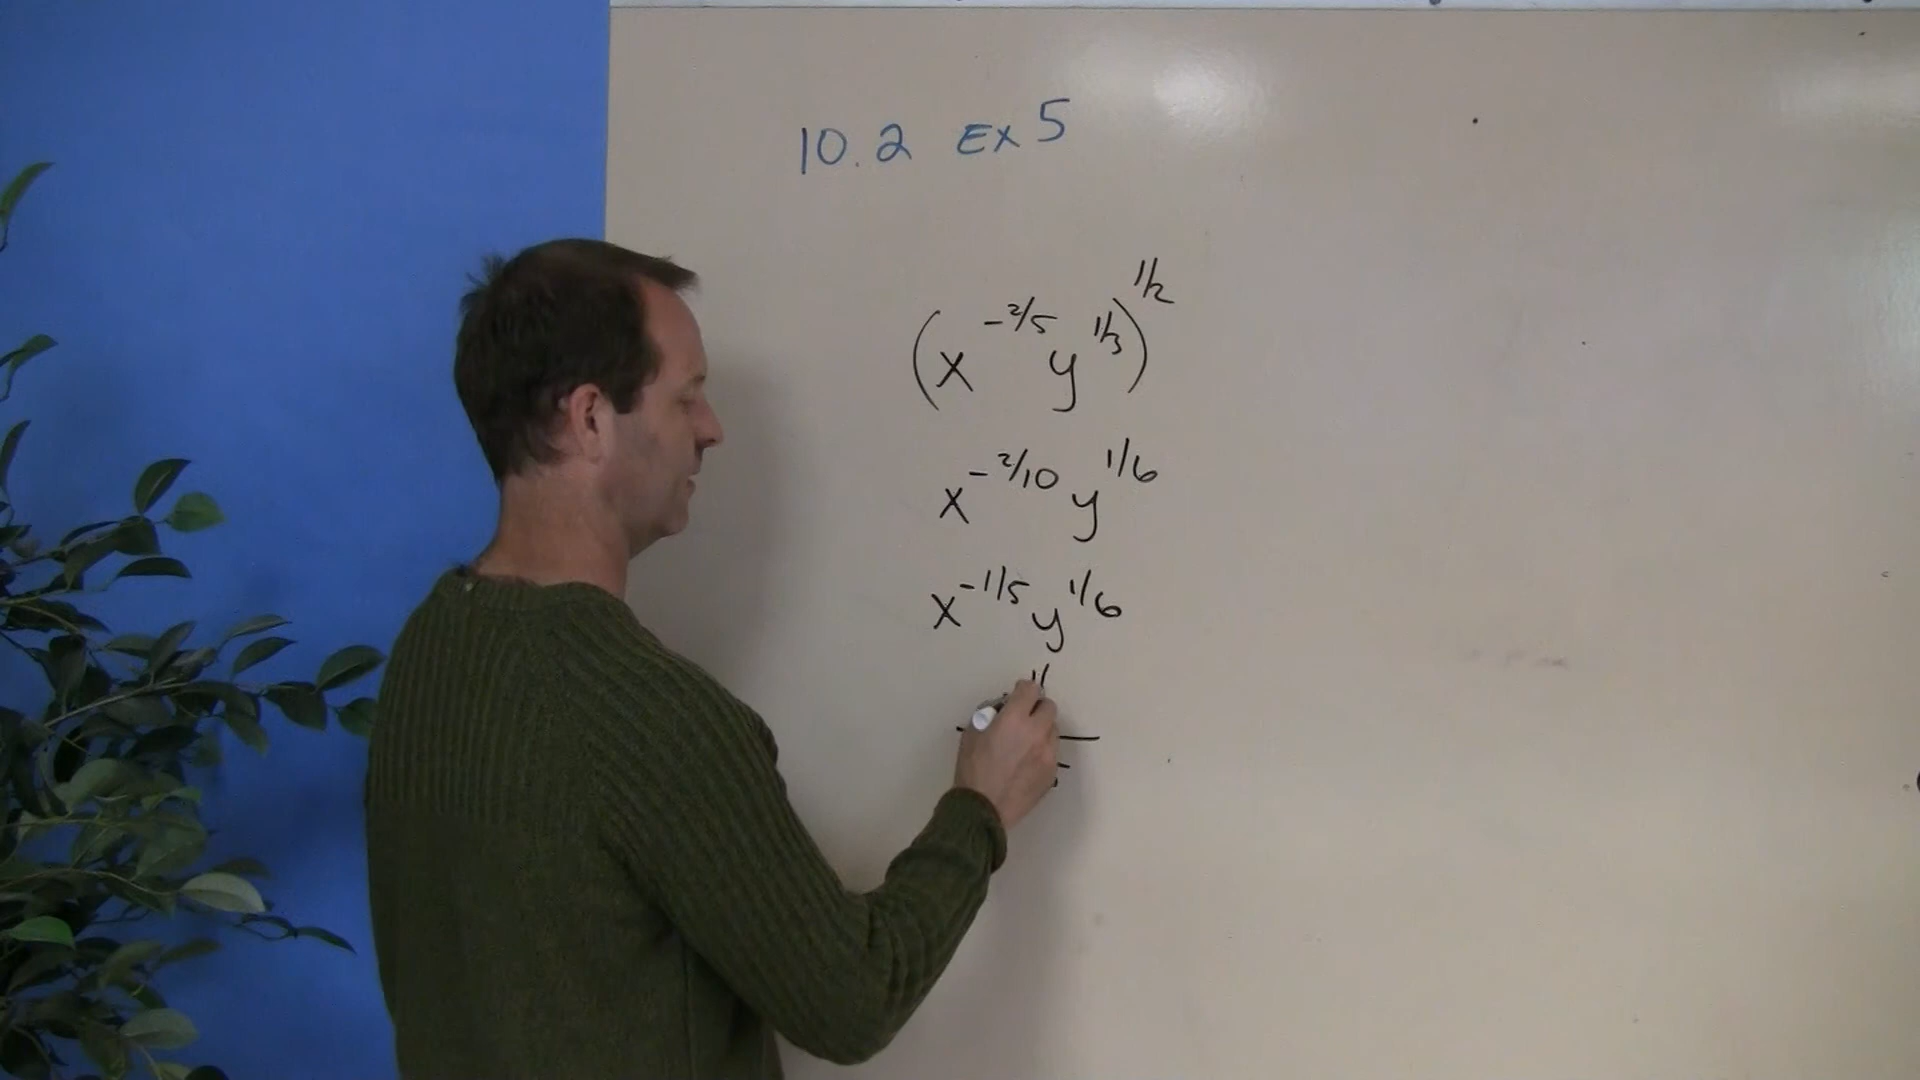 10.2 Ex 5
(x^{-2/5} y^{1/3})^{1/2}
x^{-2/10} y^{1/6}
x^{-1/5} y^{1/6}